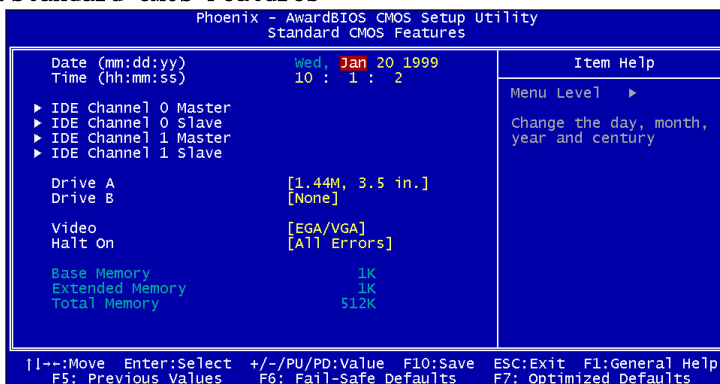 Phoenix - AwardBIOS CMOS Setup Utility
Standard CMOS Features
Date (mm:dd:yy) Wed, Jan 20 1999
Time (hh:mm:ss) 10 : 1 : 2
▶ IDE Channel 0 Master
▶ IDE Channel 0 Slave
▶ IDE Channel 1 Master
▶ IDE Channel 1 Slave
Drive A [1.44M, 3.5 in.]
Drive B [None]
Video [EGA/VGA]
Halt On [All Errors]
Base Memory 1K
Extended Memory 1K
Total Memory 512K
Item Help
Menu Level ▶
Change the day, month,
year and century
↑↓→←:Move Enter:Select +/-/PU/PD:Value F10:Save ESC:Exit F1:General Help
F5: Previous Values F6: Fail-Safe Defaults F7: Optimized Defaults